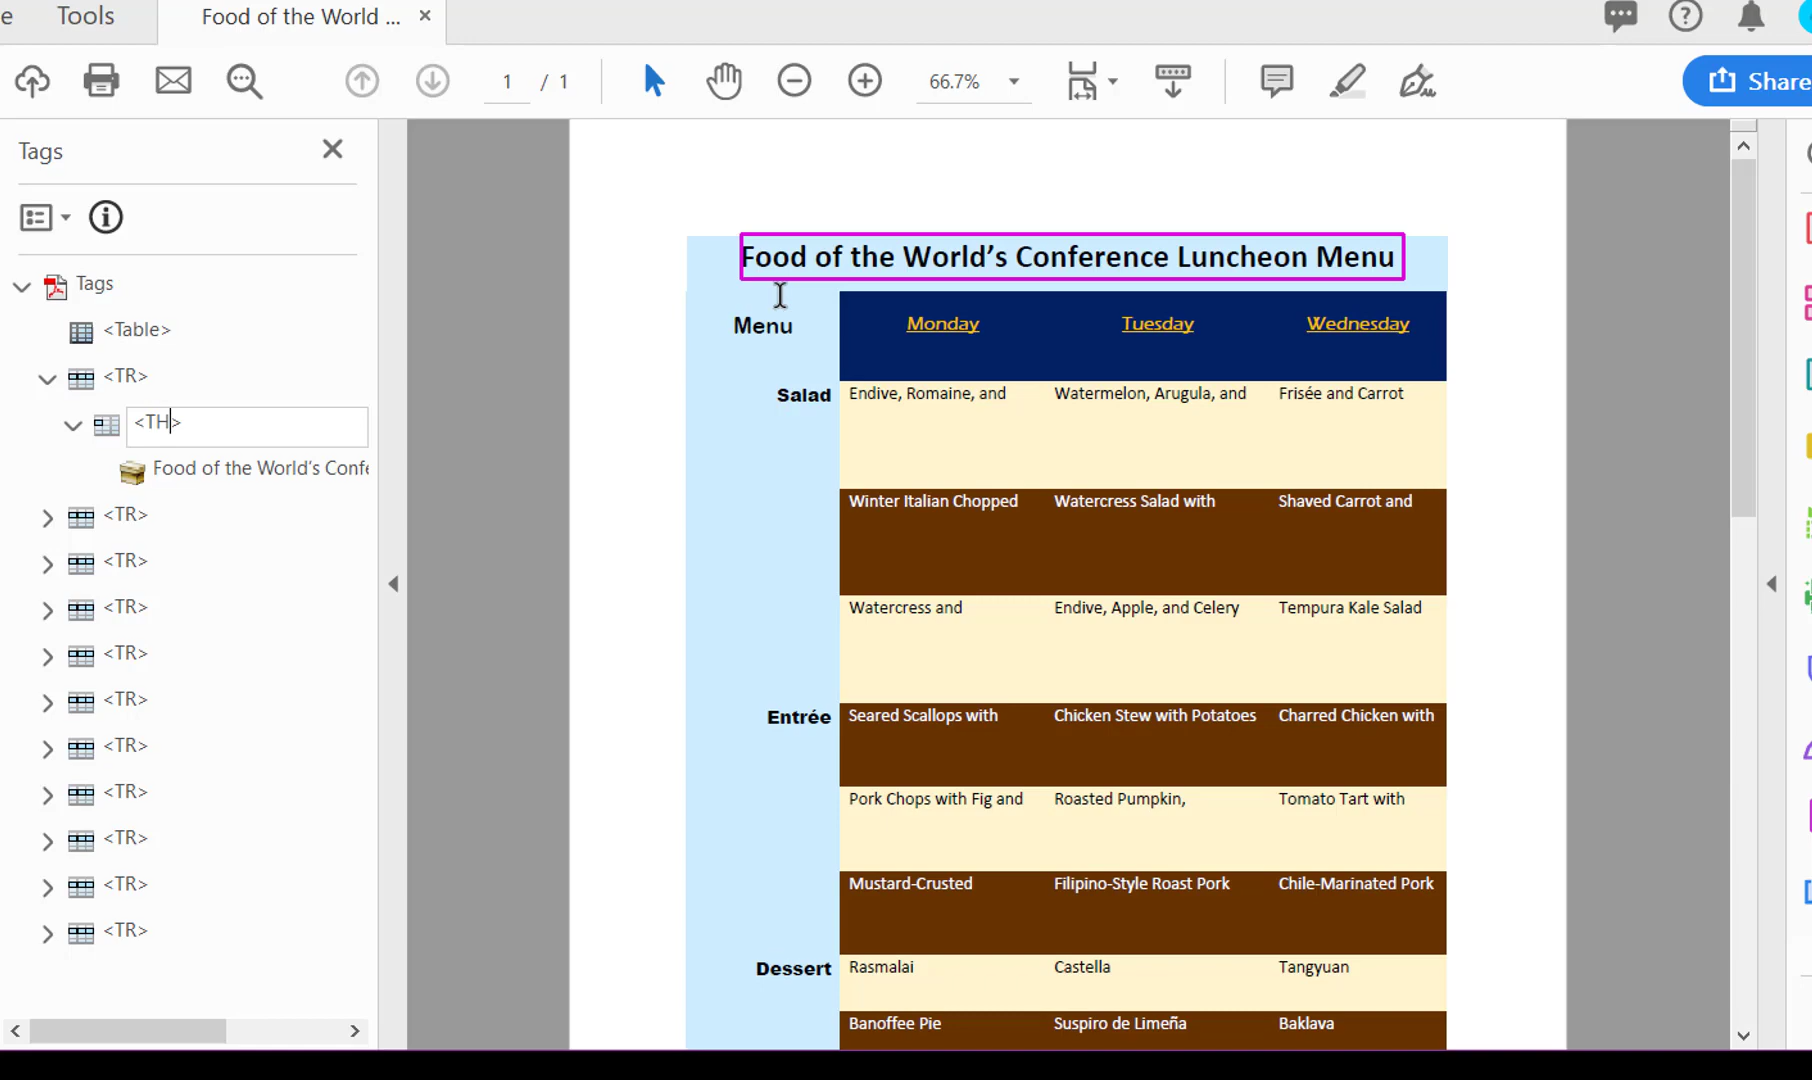 e
Tools
Food of the World ...
1 / 1
66.7%
Share
Tags
Tags
<Table>
<TR>
<TH>
Food of the World's Confe
<TR>
<TR>
<TR>
<TR>
<TR>
<TR>
<TR>
<TR>
<TR>
<TR>
Food of the World’s Conference Luncheon Menu
Menu Monday Tuesday Wednesday
Salad Endive, Romaine, and Watermelon, Arugula, and Frisée and Carrot
Winter Italian Chopped Watercress Salad with Shaved Carrot and
Watercress and Endive, Apple, and Celery Tempura Kale Salad
Entrée Seared Scallops with Chicken Stew with Potatoes Charred Chicken with
Pork Chops with Fig and Roasted Pumpkin, Tomato Tart with
Mustard-Crusted Filipino-Style Roast Pork Chile-Marinated Pork
Dessert Rasmalai Castella Tangyuan
Banoffee Pie Suspiro de Limeña Baklava